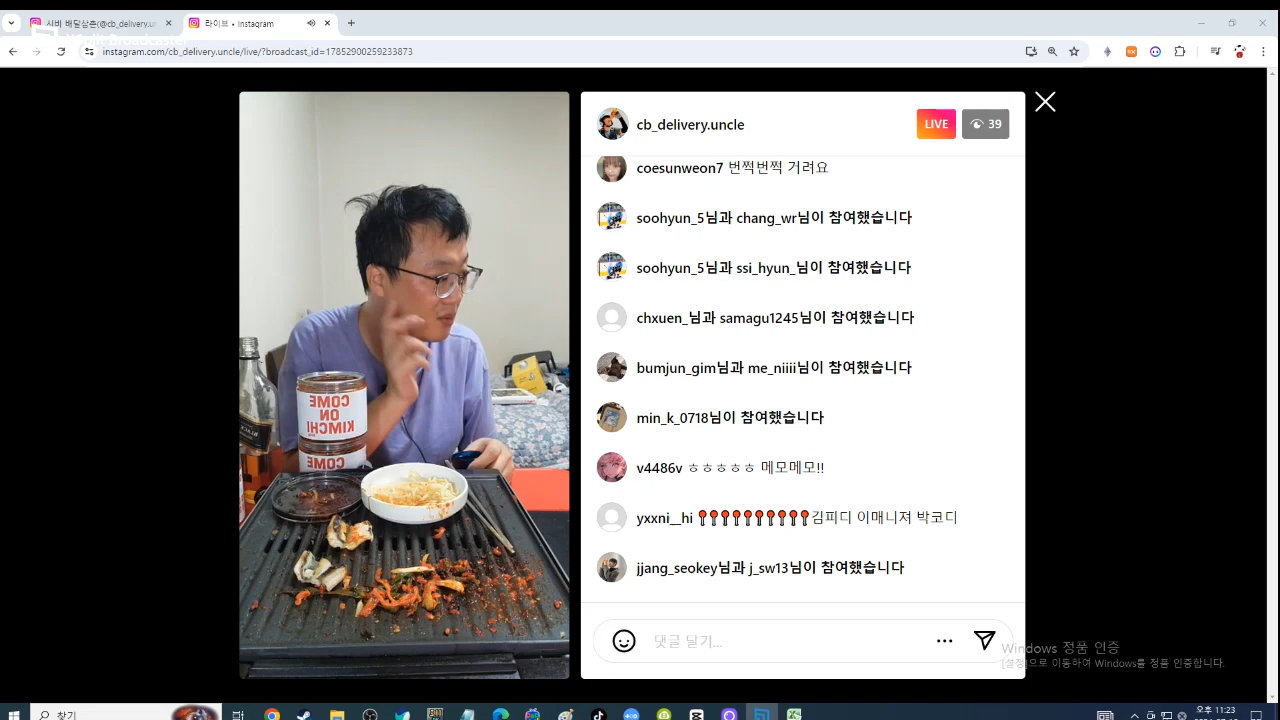 시바 배달삼촌(@cb_delivery.u
라이브 • Instagram
instagram.com/cb_delivery.uncle/live/?broadcast_id=17852900259233873
cb_delivery.uncle
LIVE
39
coesunweon7 번쩍번쩍 거려요
soohyun_5님과 chang_wr님이 참여했습니다
soohyun_5님과 ssi_hyun_님이 참여했습니다
chxuen_님과 samagu1245님이 참여했습니다
bumjun_gim님과 me_niiii님이 참여했습니다
min_k_0718님이 참여했습니다
v4486v ㅎㅎㅎㅎㅎ 메모메모!!
yxxni__hi 🎈🎈🎈🎈🎈🎈🎈🎈🎈🎈김피디 이매니져 박코디
jjang_seokey님과 j_sw13님이 참여했습니다
댓글 달기...
COME
ON
KIMCHI
COME
Windows 정품 인증
[설정]으로 이동하여 Windows를 정품 인증합니다.
찾기
오후 11:23